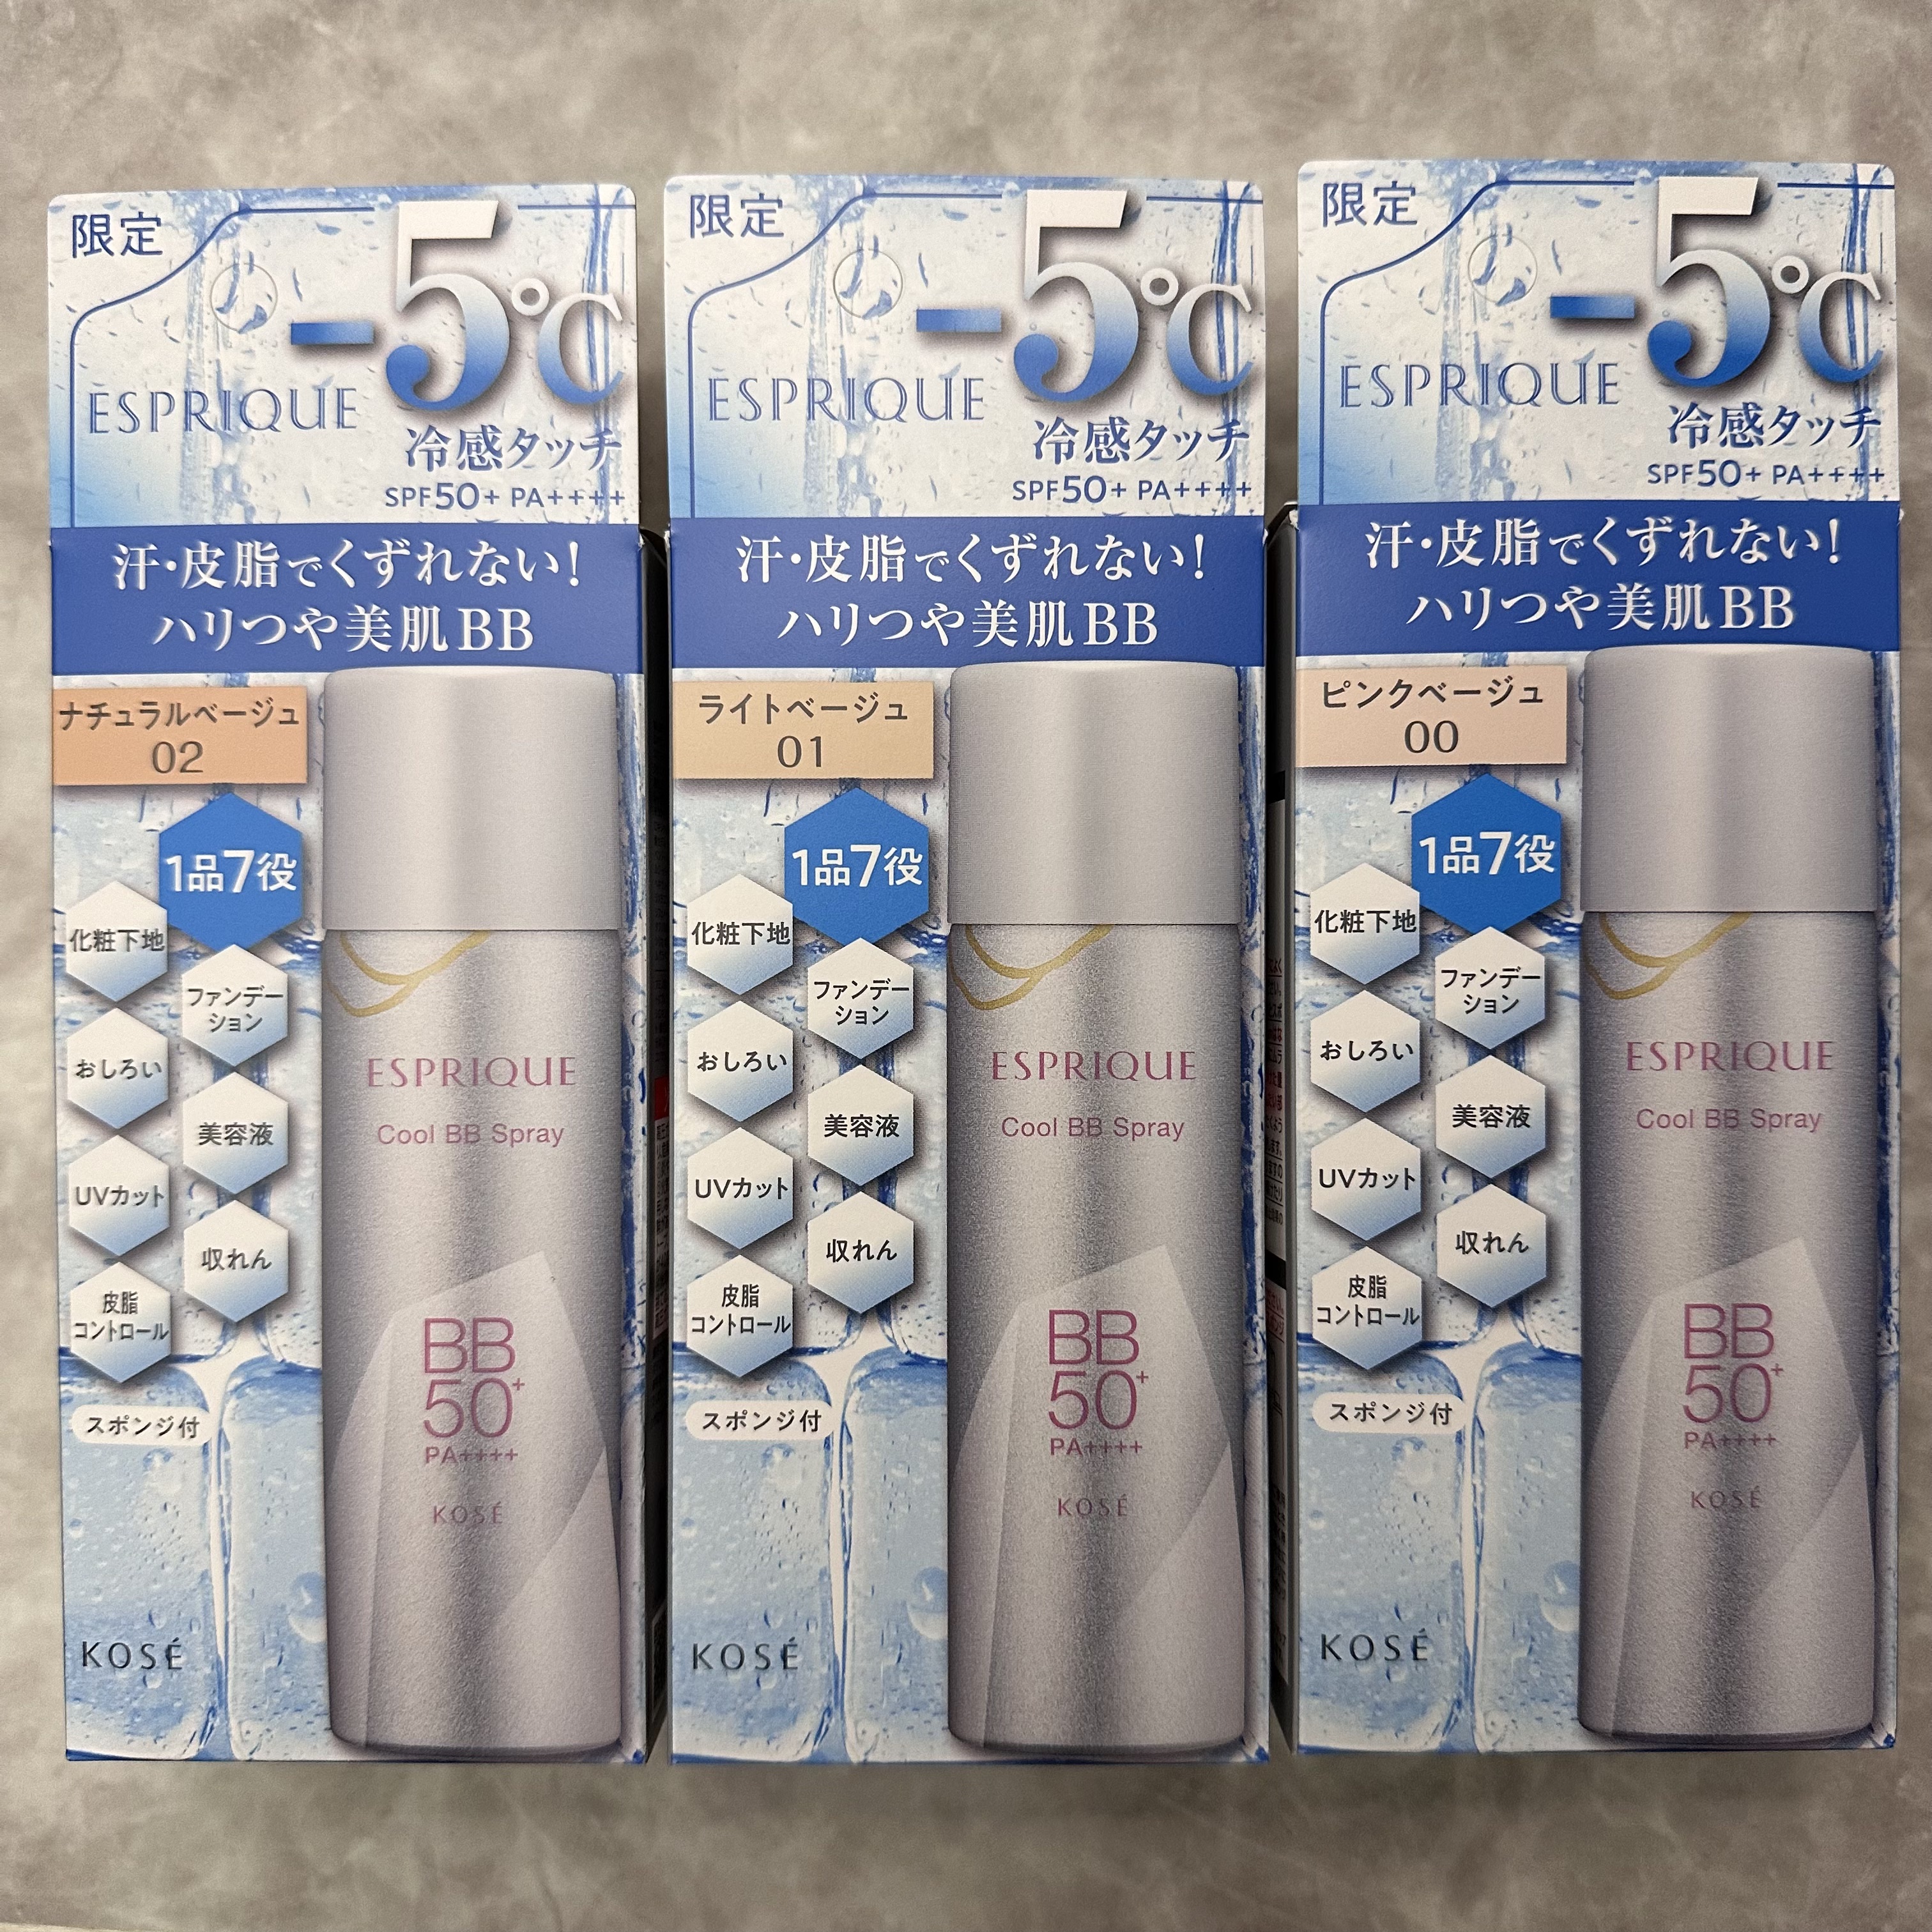 限定
-5℃
ESPRIQUE
冷感タッチ
SPF50+ PA++++
汗・皮脂でくずれない!
ハリつや美肌BB
ナチュラルベージュ
02
1品7役
化粧下地
ファンデー
ション
おしろい
美容液
UVカット
収れん
皮脂
コントロール
スポンジ付
KOSÉ
ESPRIQUE
Cool BB Spray
BB
50+
PA++++
KOSÉ
限定
-5℃
ESPRIQUE
冷感タッチ
SPF50+ PA++++
汗・皮脂でくずれない!
ハリつや美肌BB
ライトベージュ
01
1品7役
化粧下地
ファンデー
ション
おしろい
美容液
UVカット
収れん
皮脂
コントロール
スポンジ付
KOSÉ
ESPRIQUE
Cool BB Spray
BB
50+
PA++++
KOSÉ
限定
-5℃
ESPRIQUE
冷感タッチ
SPF50+ PA++++
汗・皮脂でくずれない!
ハリつや美肌BB
ピンクベージュ
00
1品7役
化粧下地
ファンデー
ション
おしろい
美容液
UVカット
収れん
皮脂
コントロール
スポンジ付
KOSÉ
ESPRIQUE
Cool BB Spray
BB
50+
PA++++
KOSÉ